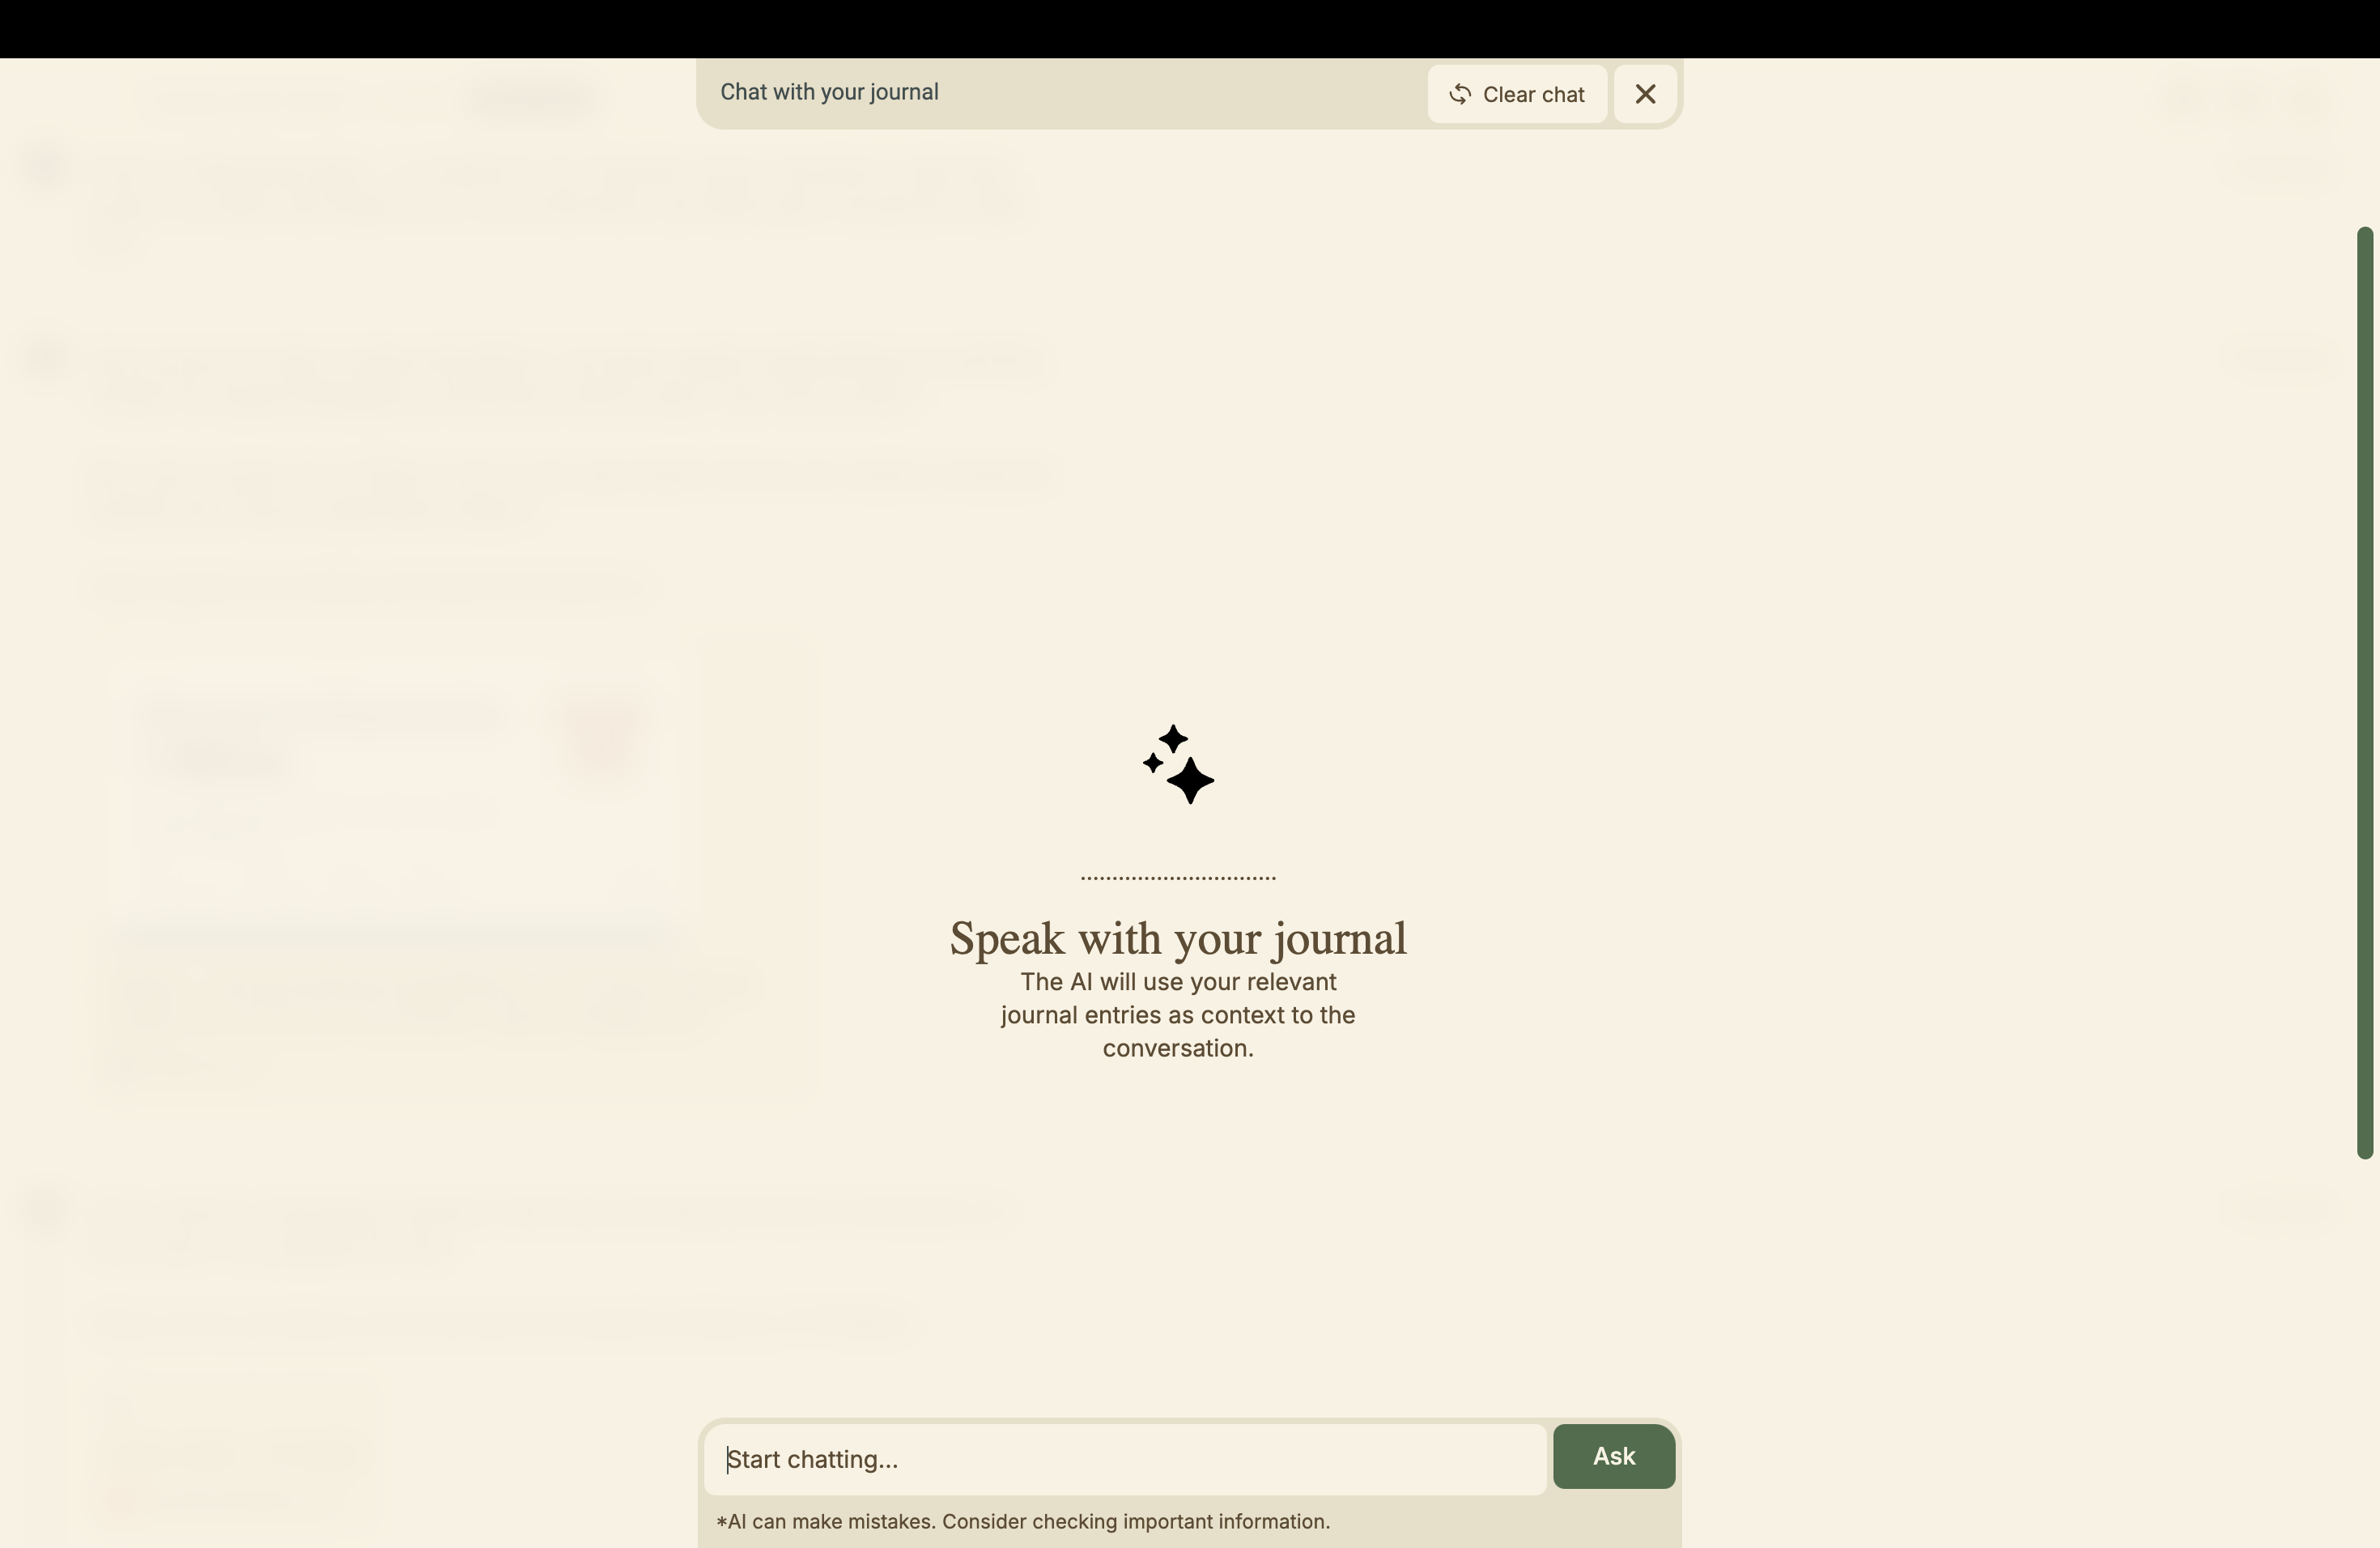 Chat with your journal
Clear chat
Speak with your journal
The AI will use your relevant
journal entries as context to the
conversation.
Start chatting...
Ask
*AI can make mistakes. Consider checking important information.